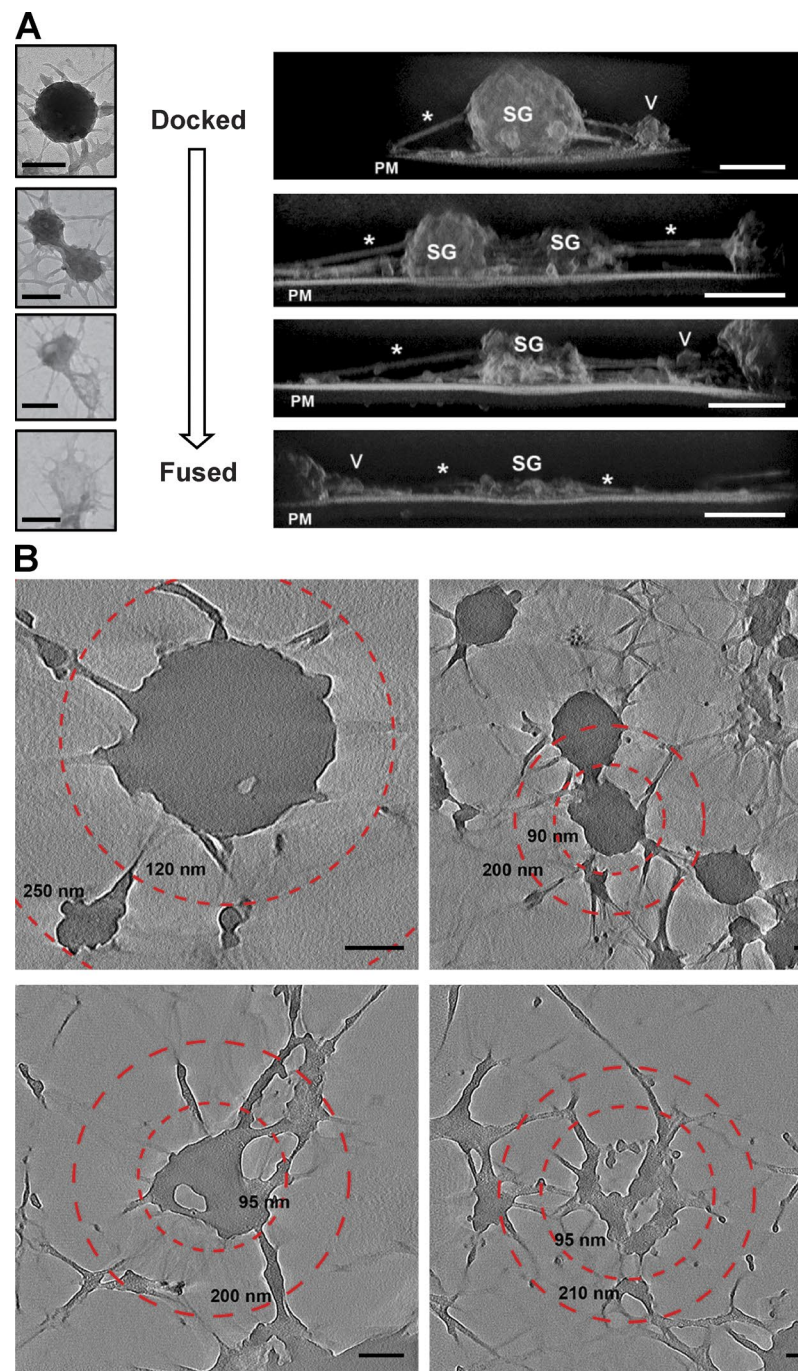 A
Docked
Fused
* SG V
PM
* SG SG *
PM
* SG V
PM
V * SG *
PM
B
250 nm 120 nm
90 nm
200 nm
95 nm
200 nm
95 nm
210 nm